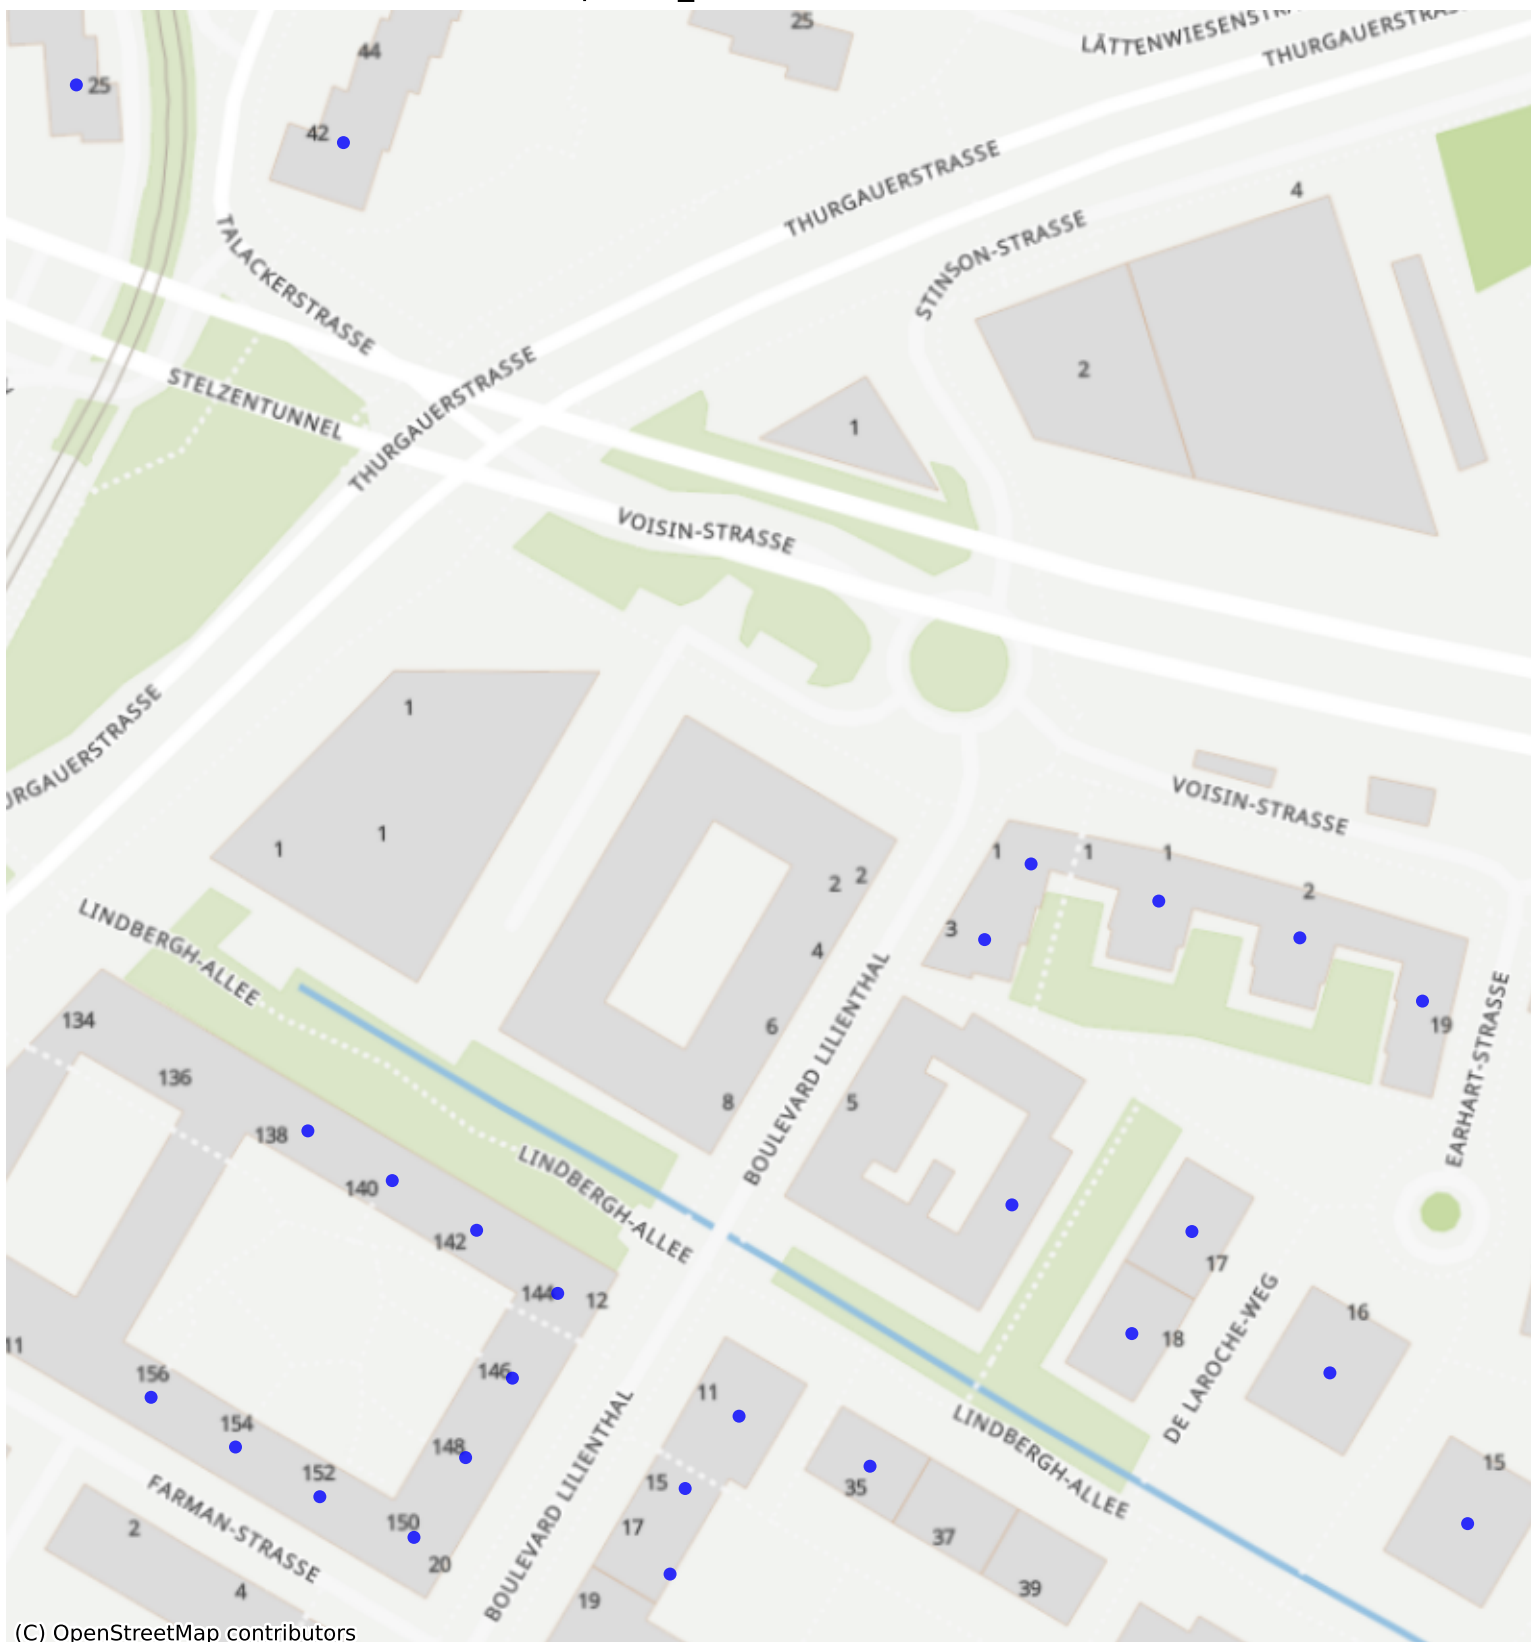 25
LÄTTENWIESENSTRA
THURGAUERSTRAS
44
25
42
THURGAUERSTRASSE
4
STINSON-STRASSE
TALACKERSTRASSE
2
THURGAUERSTRASSE
STELZENTUNNEL
1
VOISIN-STRASSE
1
URGAUERSTRASSE
VOISIN-STRASSE
1
1
1
1
1
2
2
2
3
4
LINDBERGH-ALLEE
134
6
19
BOULEVARD LILIENTHAL
EARHART-STRASSE
136
8
5
138
140
LINDBERGH-ALLEE
142
17
144
12
16
18
11
DE LAROCHE-WEG
156
146
11
154
148
LINDBERGH-ALLEE
15
152
15
35
150
17
37
BOULEVARD LILIENTHAL
FARMAN-STRASSE
2
20
39
4
19
(C) OpenStreetMap contributors